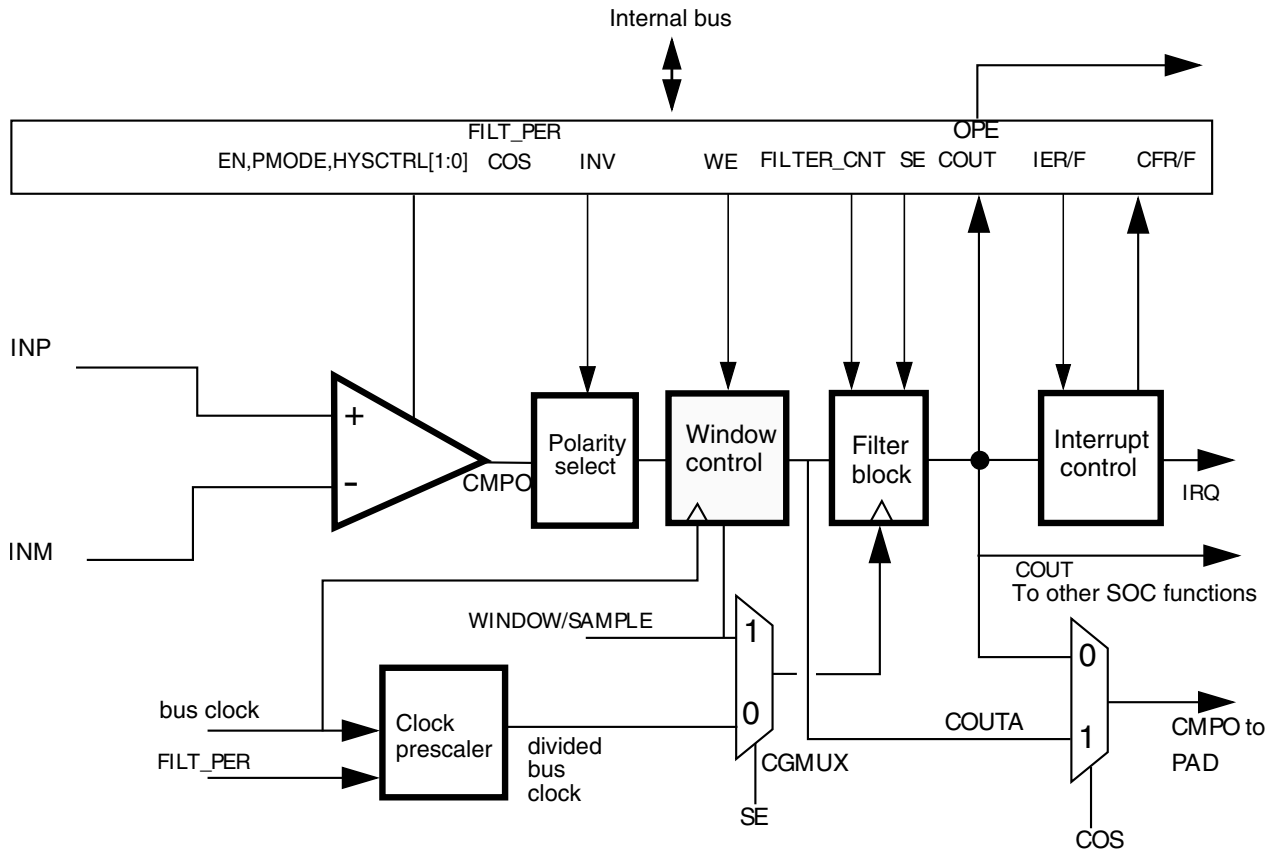 Internal bus
FILT_PER
OPE
EN,PMODE,HYSCTRL[1:0]
COS
INV
WE
FILTER_CNT
SE
COUT
IER/F
CFR/F
INP
+
-
INM
CMPO
Polarity
select
Window
control
Filter
block
Interrupt
control
IRQ
COUT
To other SOC functions
WINDOW/SAMPLE
1
0
CGMUX
SE
bus clock
FILT_PER
Clock
prescaler
divided
bus
clock
COUTA
0
1
COS
CMPO to
PAD